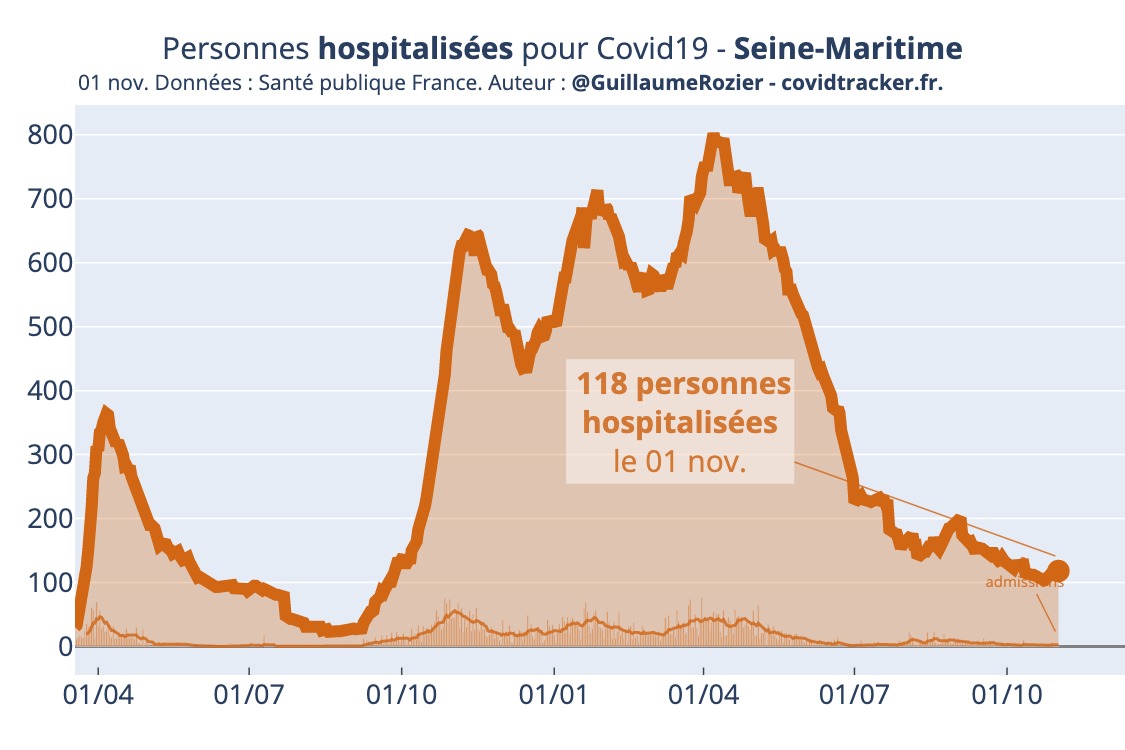 Personnes hospitalisées pour Covid19 - Seine-Maritime
01 nov. Données : Santé publique France. Auteur : @GuillaumeRozier - covidtracker.fr.
800
700
600
500
400
300
200
100
0
118 personnes
hospitalisées
le 01 nov.
admissions
01/04 01/07 01/10 01/01 01/04 01/07 01/10